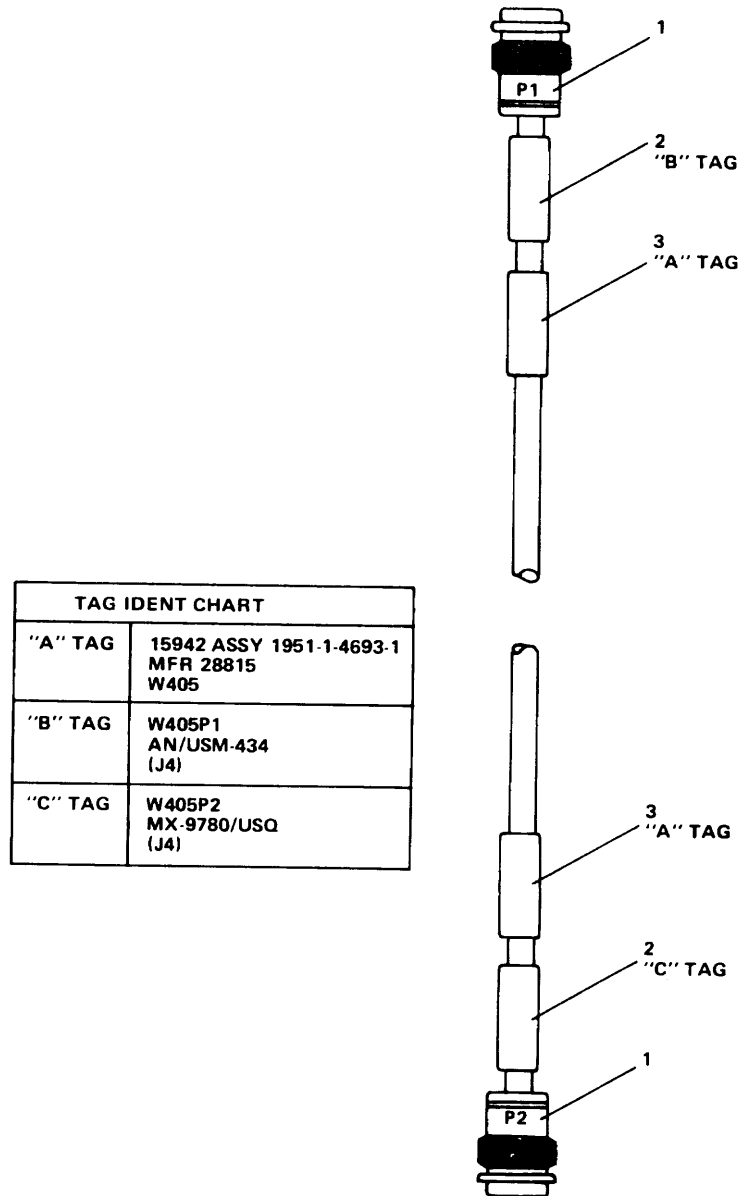 1
P1
2
"B" TAG
3
"A" TAG
TAG IDENT CHART
"A" TAG
15942 ASSY 1951-1-4693-1
MFR 28815
W405
"B" TAG
W405P1
AN/USM-434
(J4)
"C" TAG
W405P2
MX-9780/USQ
(J4)
3
"A" TAG
2
"C" TAG
1
P2